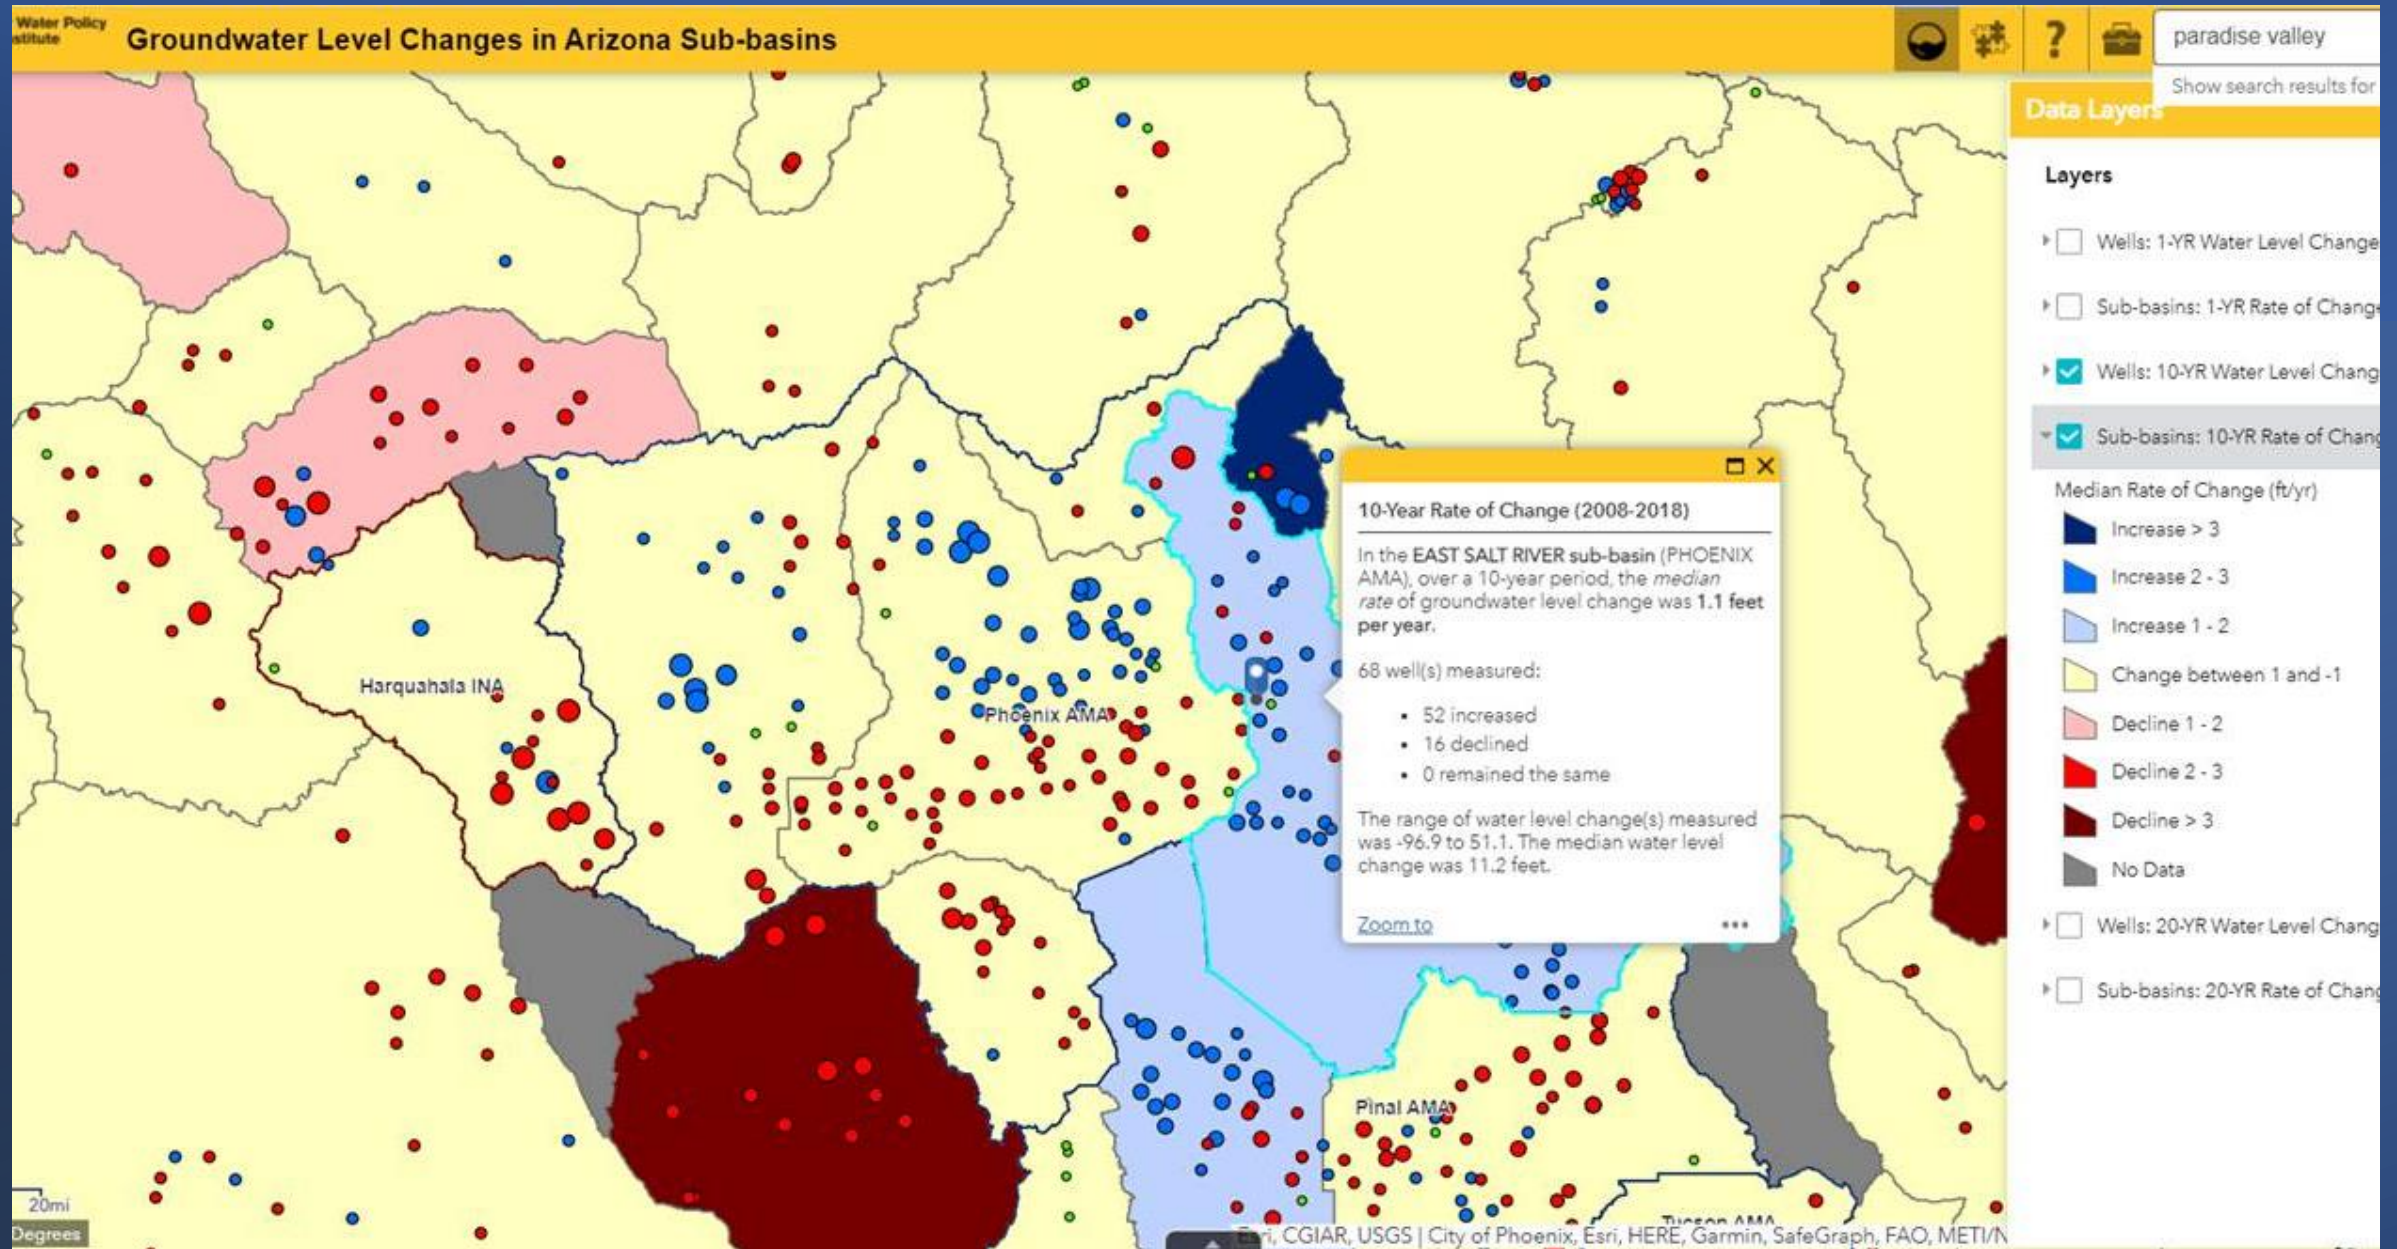 Water Policy
stitute
Groundwater Level Changes in Arizona Sub-basins
?
paradise valley
Show search results for
Data Layers
Layers
Wells: 1-YR Water Level Change
Sub-basins: 1-YR Rate of Change
Wells: 10-YR Water Level Chang
Sub-basins: 10-YR Rate of Chang
Median Rate of Change (ft/yr)
Increase > 3
Increase 2 - 3
Increase 1 - 2
Change between 1 and -1
Decline 1 - 2
Decline 2 - 3
Decline > 3
No Data
Wells: 20-YR Water Level Chang
Sub-basins: 20-YR Rate of Chang
10-Year Rate of Change (2008-2018)
In the EAST SALT RIVER sub-basin (PHOENIX
AMA), over a 10-year period, the median
rate of groundwater level change was 1.1 feet
per year.
68 well(s) measured:
• 52 increased
• 16 declined
• 0 remained the same
The range of water level change(s) measured
was -96.9 to 51.1. The median water level
change was 11.2 feet.
Zoom to
Harquahala INA
Phoenix AMA
Pinal AMA
Tucson AMA
20mi
Degrees
Esri, CGIAR, USGS | City of Phoenix, Esri, HERE, Garmin, SafeGraph, FAO, METI/N